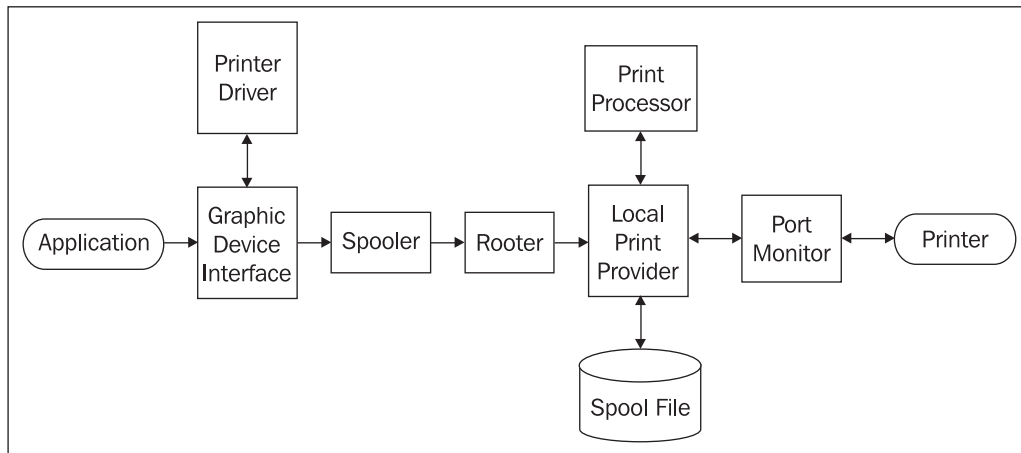 Printer
Driver
Print
Processor
Application
Graphic
Device
Interface
Spooler
Rooter
Local
Print
Provider
Port
Monitor
Printer
Spool File